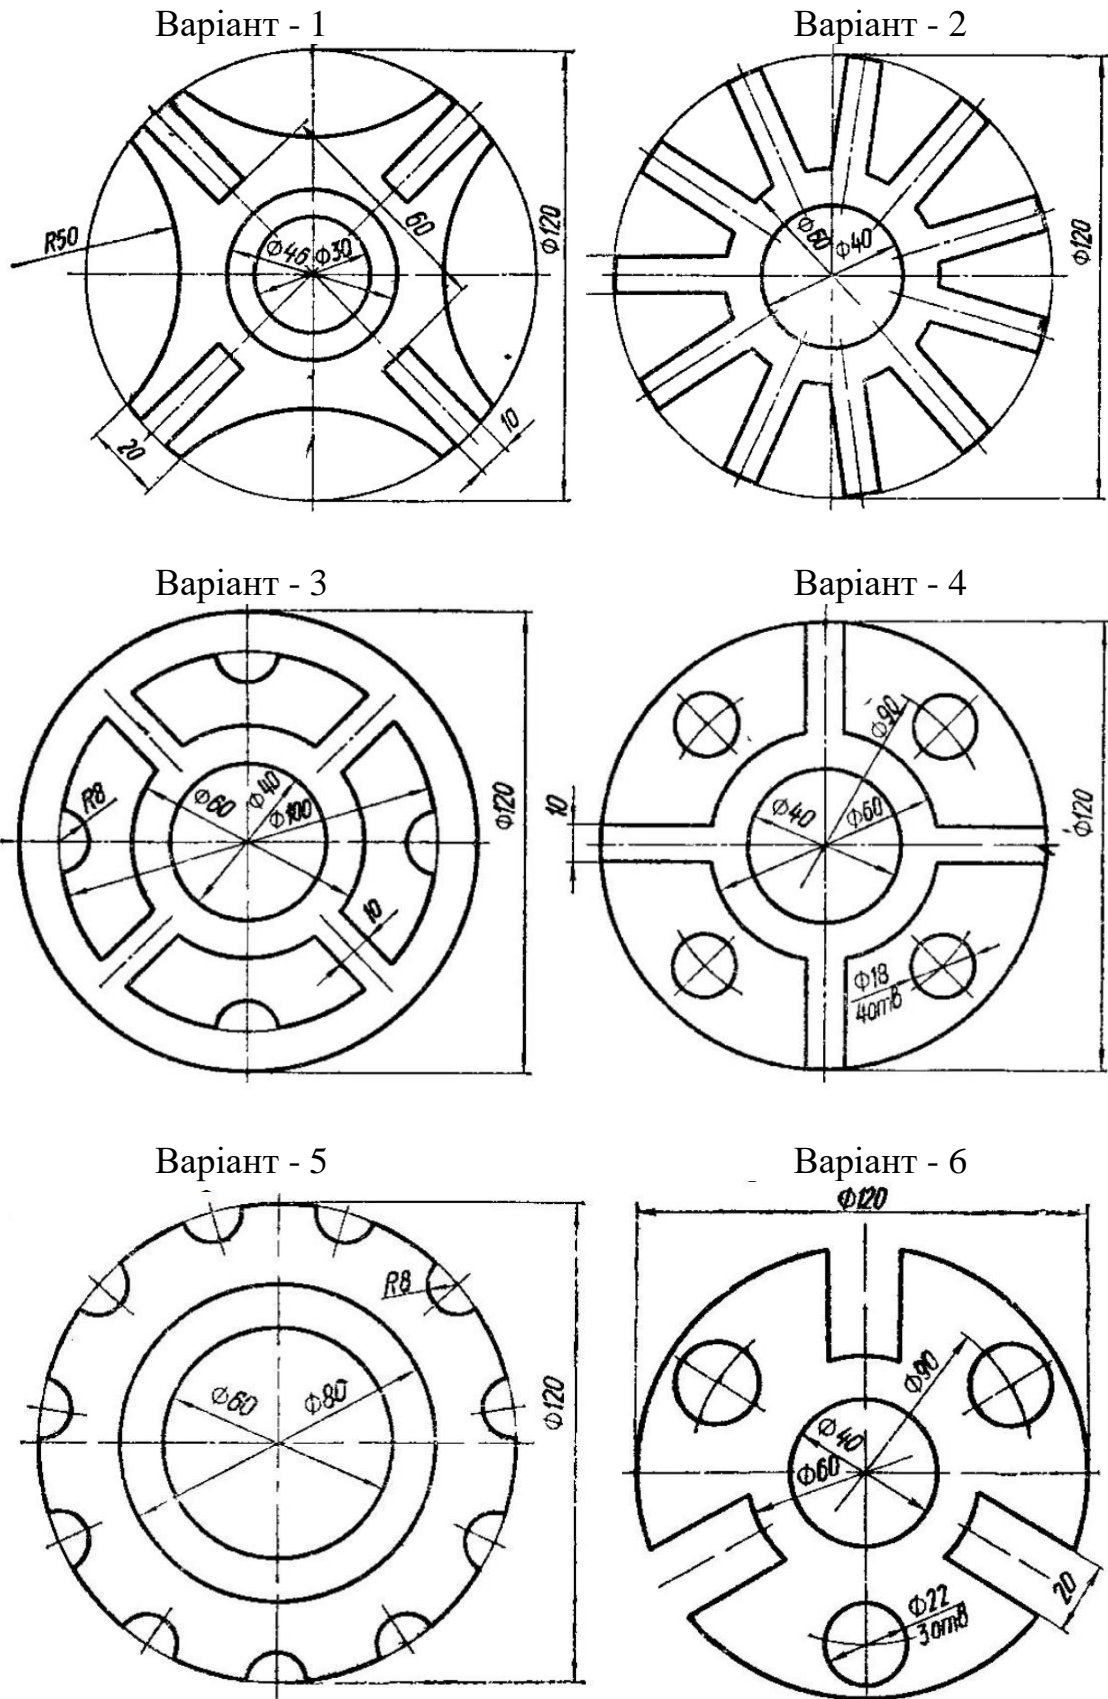 Варіант - 1
R50
Ф46
Ф30
60
Ф120
20
10
Варіант - 2
Ф60
Ф40
Ф120
Варіант - 3
R8
Ф60
Ф40
Ф100
10
Ф120
Варіант - 4
Ф90
10
Ф40
Ф60
Ф120
Ф18
4отв
Варіант - 5
R8
Ф60
Ф80
Ф120
Варіант - 6
Ф120
Ф90
Ф40
Ф60
Ф22
3отв
20